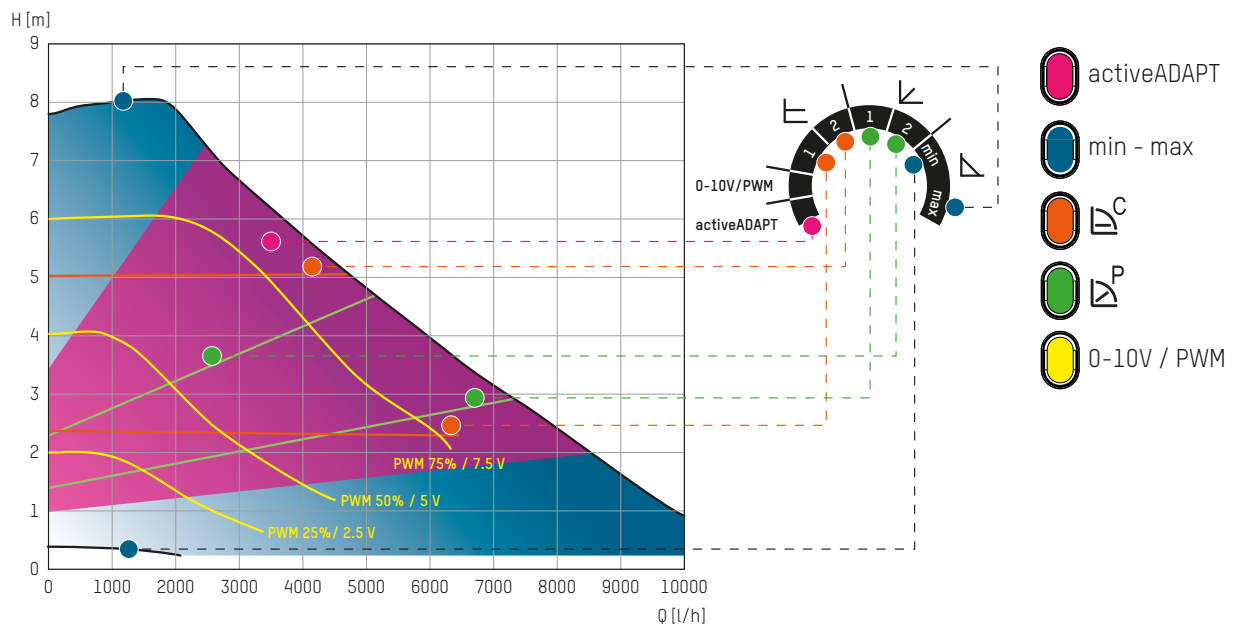 H [m]
9
8
7
6
5
4
3
2
1
0
0 1000 2000 3000 4000 5000 6000 7000 8000 9000 10000
Q [l/h]
PWM 75% / 7.5 V
PWM 50% / 5 V
PWM 25% / 2.5 V
0-10V/PWM
activeADAPT
1
2
1
2
min
max
activeADAPT
min - max
C
P
0-10V / PWM